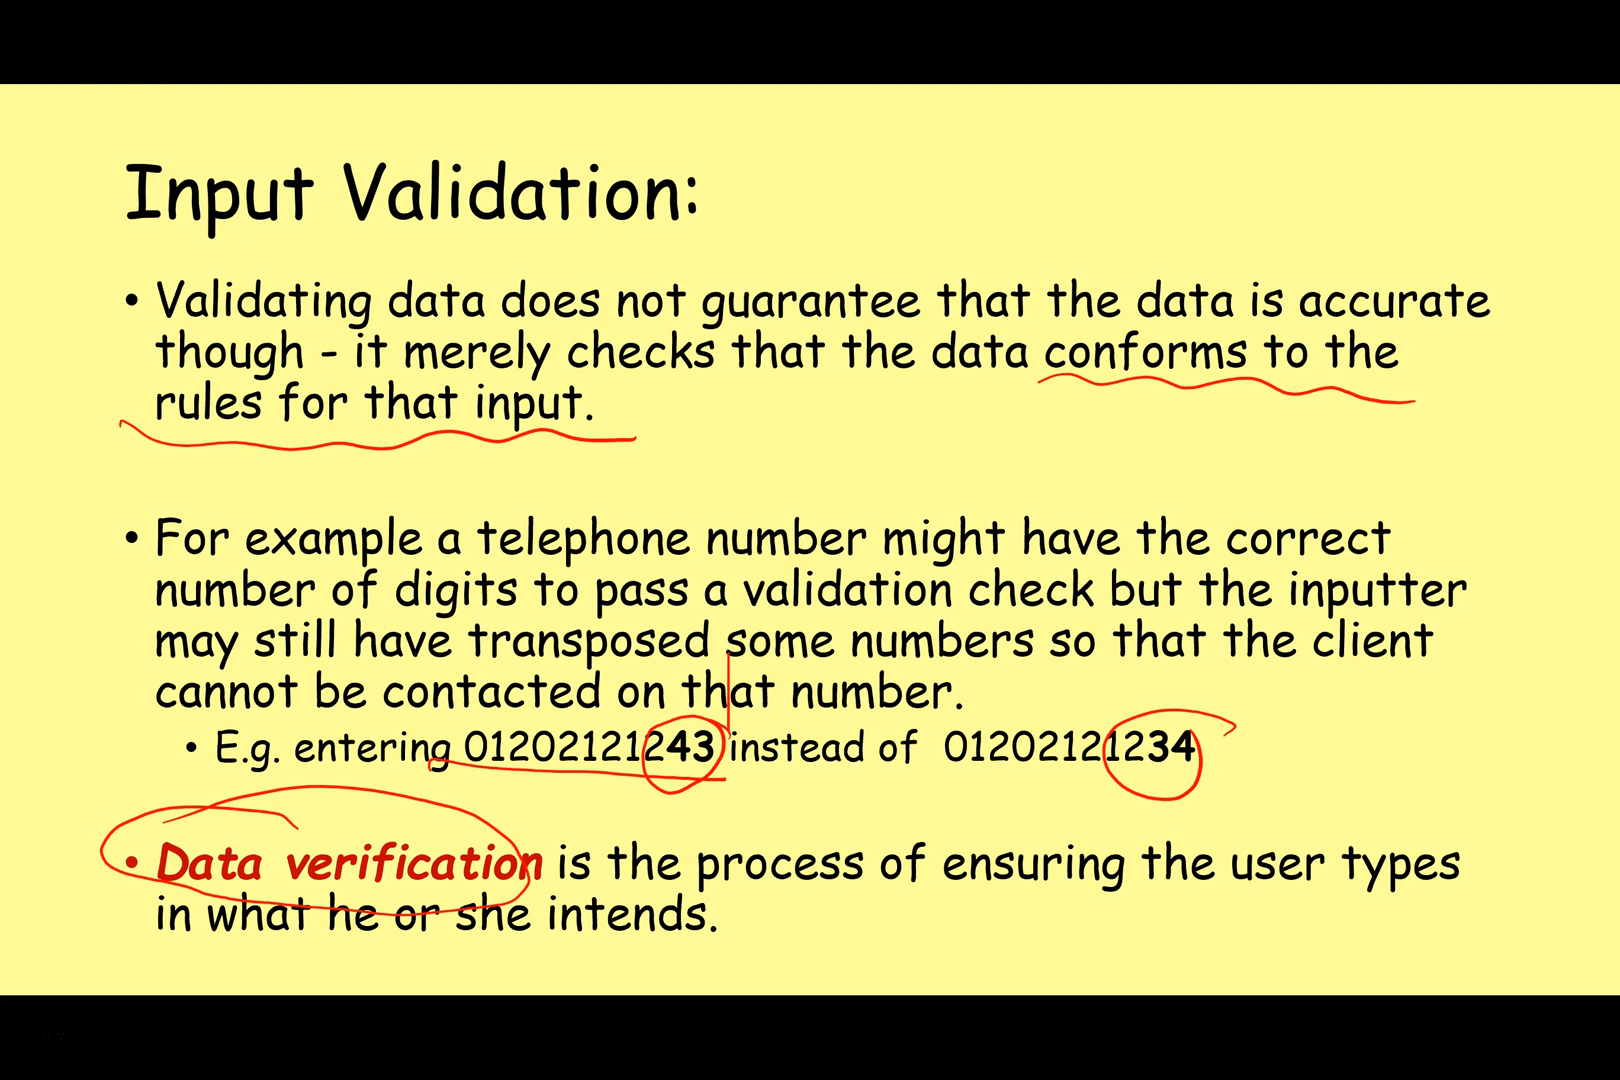 Input Validation:
• Validating data does not guarantee that the data is accurate
though - it merely checks that the data conforms to the
rules for that input.
• For example a telephone number might have the correct
number of digits to pass a validation check but the inputter
may still have transposed some numbers so that the client
cannot be contacted on that number.
• E.g. entering 01202121243 instead of 01202121234
• Data verification is the process of ensuring the user types
in what he or she intends.